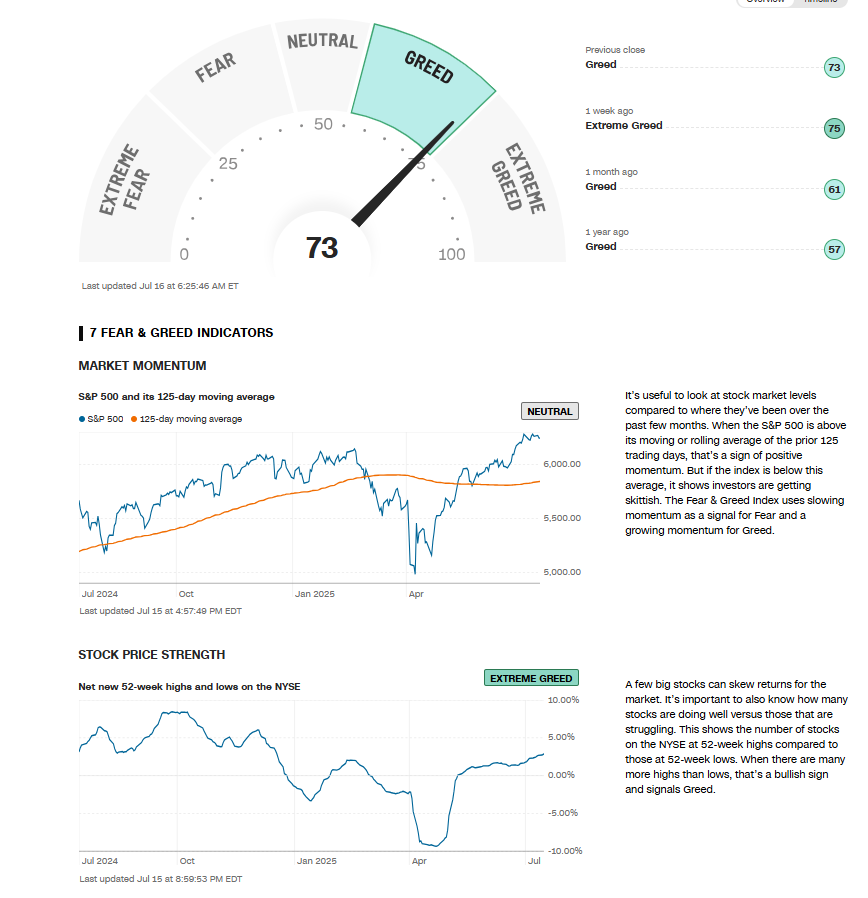 Overview Timeline
EXTREME FEAR
FEAR
NEUTRAL
GREED
EXTREME GREED
0
25
50
75
100
73
Last updated Jul 16 at 6:25:46 AM ET
Previous close
Greed
73
1 week ago
Extreme Greed
75
1 month ago
Greed
61
1 year ago
Greed
57
7 FEAR & GREED INDICATORS
MARKET MOMENTUM
S&P 500 and its 125-day moving average
NEUTRAL
S&P 500 125-day moving average
6,000.00
5,500.00
5,000.00
Jul 2024 Oct Jan 2025 Apr
Last updated Jul 15 at 4:57:49 PM EDT
It's useful to look at stock market levels
compared to where they've been over the
past few months. When the S&P 500 is above
its moving or rolling average of the prior 125
trading days, that's a sign of positive
momentum. But if the index is below this
average, it shows investors are getting
skittish. The Fear & Greed Index uses slowing
momentum as a signal for Fear and a
growing momentum for Greed.
STOCK PRICE STRENGTH
Net new 52-week highs and lows on the NYSE
EXTREME GREED
10.00%
5.00%
0.00%
-5.00%
-10.00%
Jul 2024 Oct Jan 2025 Apr Jul
Last updated Jul 15 at 8:59:53 PM EDT
A few big stocks can skew returns for the
market. It's important to also know how many
stocks are doing well versus those that are
struggling. This shows the number of stocks
on the NYSE at 52-week highs compared to
those at 52-week lows. When there are many
more highs than lows, that's a bullish sign
and signals Greed.